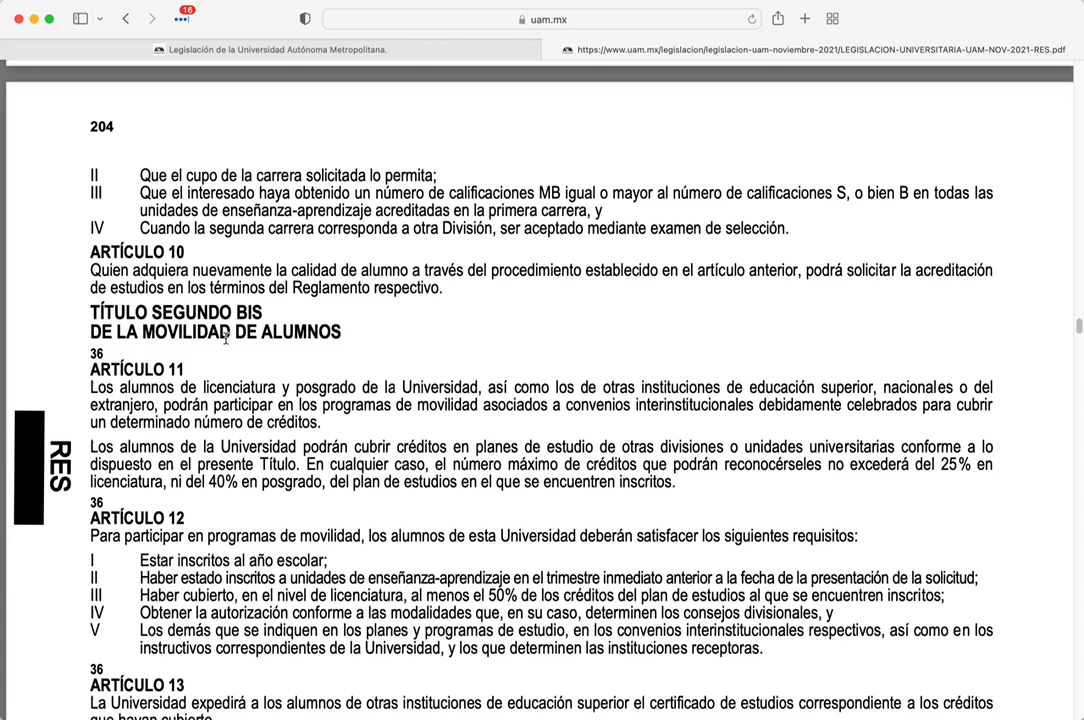 16
uam.mx
Legislación de la Universidad Autónoma Metropolitana.
https://www.uam.mx/legislacion/legislacion-uam-noviembre-2021/LEGISLACION-UNIVERSITARIA-UAM-NOV-2021-RES.pdf
204
II Que el cupo de la carrera solicitada lo permita;
III Que el interesado haya obtenido un número de calificaciones MB igual o mayor al número de calificaciones S, o bien B en todas las
unidades de enseñanza-aprendizaje acreditadas en la primera carrera, y
IV Cuando la segunda carrera corresponda a otra División, ser aceptado mediante examen de selección.
ARTÍCULO 10
Quien adquiera nuevamente la calidad de alumno a través del procedimiento establecido en el artículo anterior, podrá solicitar la acreditación
de estudios en los términos del Reglamento respectivo.
TÍTULO SEGUNDO BIS
DE LA MOVILIDAD DE ALUMNOS
36
ARTÍCULO 11
Los alumnos de licenciatura y posgrado de la Universidad, así como los de otras instituciones de educación superior, nacionales o del
extranjero, podrán participar en los programas de movilidad asociados a convenios interinstitucionales debidamente celebrados para cubrir
un determinado número de créditos.
Los alumnos de la Universidad podrán cubrir créditos en planes de estudio de otras divisiones o unidades universitarias conforme a lo
dispuesto en el presente Título. En cualquier caso, el número máximo de créditos que podrán reconocérseles no excederá del 25% en
licenciatura, ni del 40% en posgrado, del plan de estudios en el que se encuentren inscritos.
RES
36
ARTÍCULO 12
Para participar en programas de movilidad, los alumnos de esta Universidad deberán satisfacer los siguientes requisitos:
I Estar inscritos al año escolar;
II Haber estado inscritos a unidades de enseñanza-aprendizaje en el trimestre inmediato anterior a la fecha de la presentación de la solicitud;
III Haber cubierto, en el nivel de licenciatura, al menos el 50% de los créditos del plan de estudios al que se encuentren inscritos;
IV Obtener la autorización conforme a las modalidades que, en su caso, determinen los consejos divisionales, y
V Los demás que se indiquen en los planes y programas de estudio, en los convenios interinstitucionales respectivos, así como en los
instructivos correspondientes de la Universidad, y los que determinen las instituciones receptoras.
36
ARTÍCULO 13
La Universidad expedirá a los alumnos de otras instituciones de educación superior el certificado de estudios correspondiente a los créditos
que hayan cubierto.